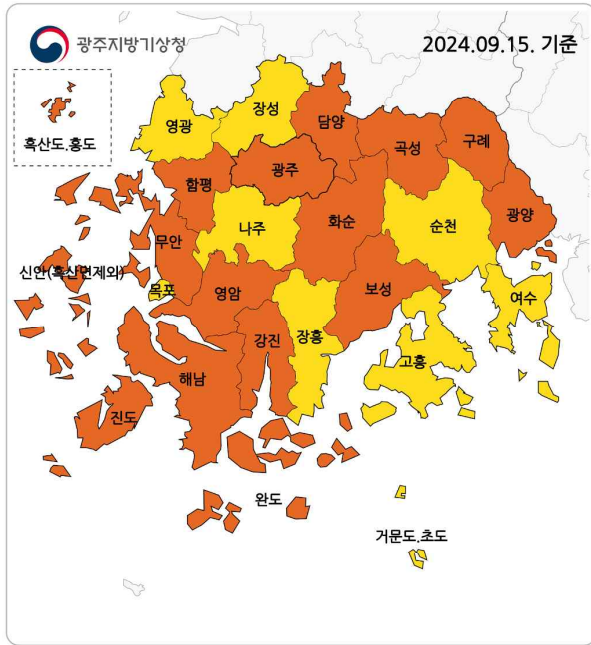 광주지방기상청
2024.09.15. 기준
흑산도.홍도
영광
장성
담양
곡성
구례
함평
광주
무안
나주
화순
순천
광양
신안(흑산면제외)
목포
영암
보성
여수
강진
장흥
고흥
해남
진도
완도
거문도.초도